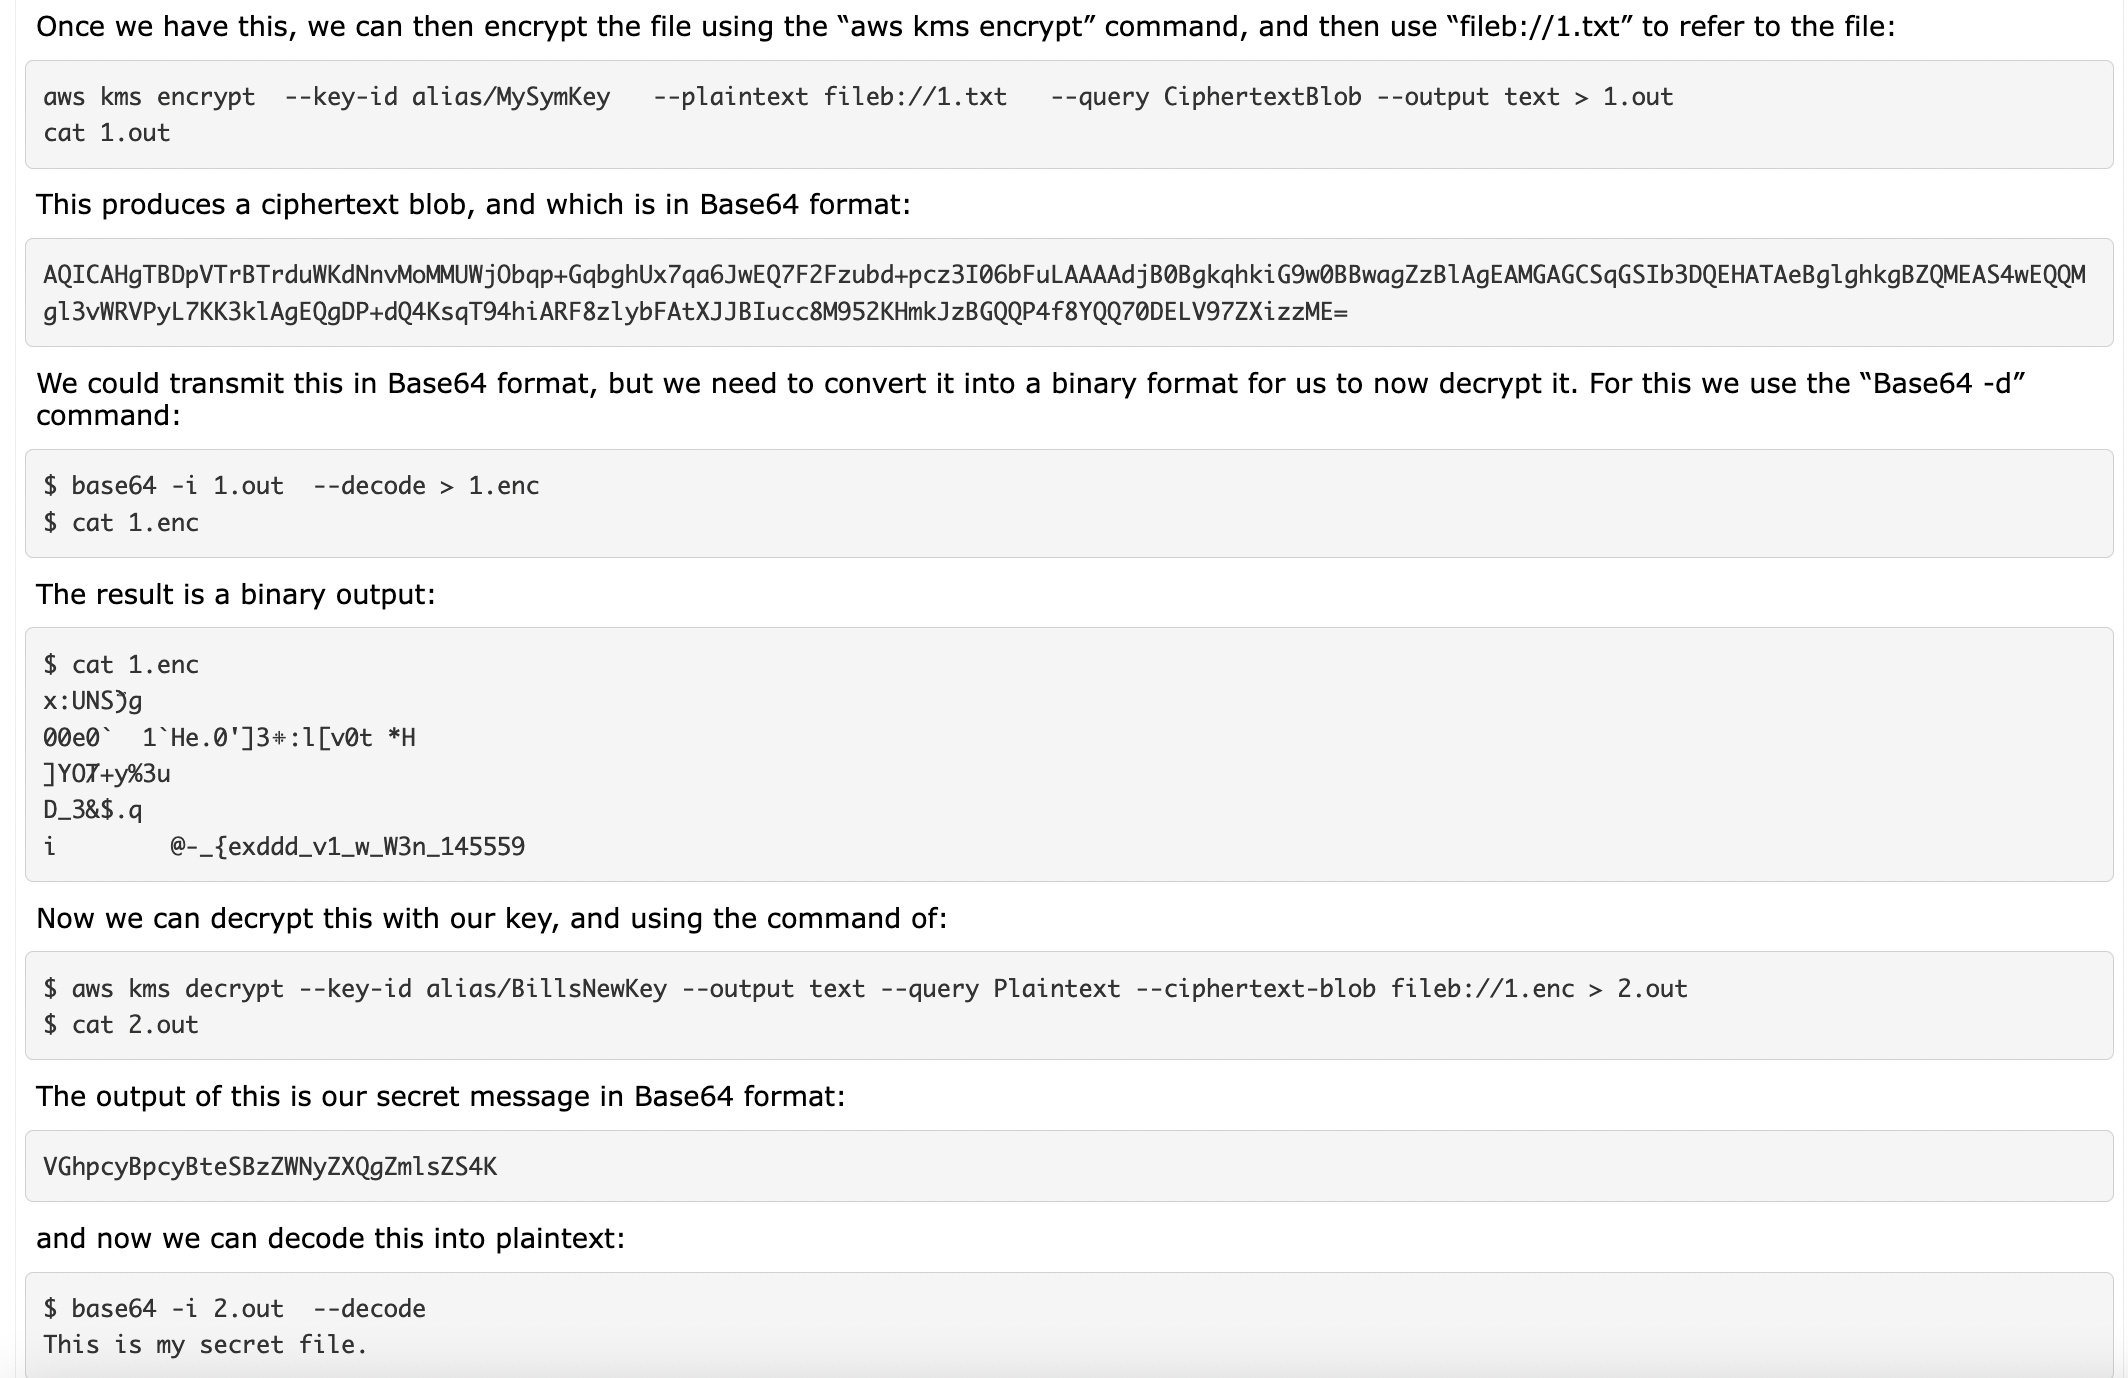 Once we have this, we can then encrypt the file using the “aws kms encrypt” command, and then use “fileb://1.txt” to refer to the file:
aws kms encrypt  --key-id alias/MySymKey   --plaintext fileb://1.txt   --query CiphertextBlob --output text > 1.out
cat 1.out
This produces a ciphertext blob, and which is in Base64 format:
AQICAHgTBDpVTrBTrduWKdNnvMoMMUWjObqp+GqbghUx7qa6JwEQ7F2Fzubd+pcz3I06bFuLAAAAdjB0BgkqhkiG9w0BBwagZzBlAgEAMGAGCSqGSIb3DQEHATAeBglghkgBZQMEAS4wEQQM
gl3vWRVPyL7KK3klAgEQgDP+dQ4KsqT94hiARF8zlybFAtXJJBIucc8M952KHmkJzBGQQP4f8YQQ70DELV97ZXizzME=
We could transmit this in Base64 format, but we need to convert it into a binary format for us to now decrypt it. For this we use the “Base64 -d”
command:
$ base64 -i 1.out  --decode > 1.enc
$ cat 1.enc
The result is a binary output:
$ cat 1.enc
x:UNSg
00e0`  1`He.0']3:l[v0t *H
]YO+y%3u
D_3&$.q
i        @-_{exddd_v1_w_W3n_145559
Now we can decrypt this with our key, and using the command of:
$ aws kms decrypt --key-id alias/BillsNewKey --output text --query Plaintext --ciphertext-blob fileb://1.enc > 2.out
$ cat 2.out
The output of this is our secret message in Base64 format:
VGhpcyBpcyBteSBzZWNyZXQgZmlsZS4K
and now we can decode this into plaintext:
$ base64 -i 2.out  --decode
This is my secret file.